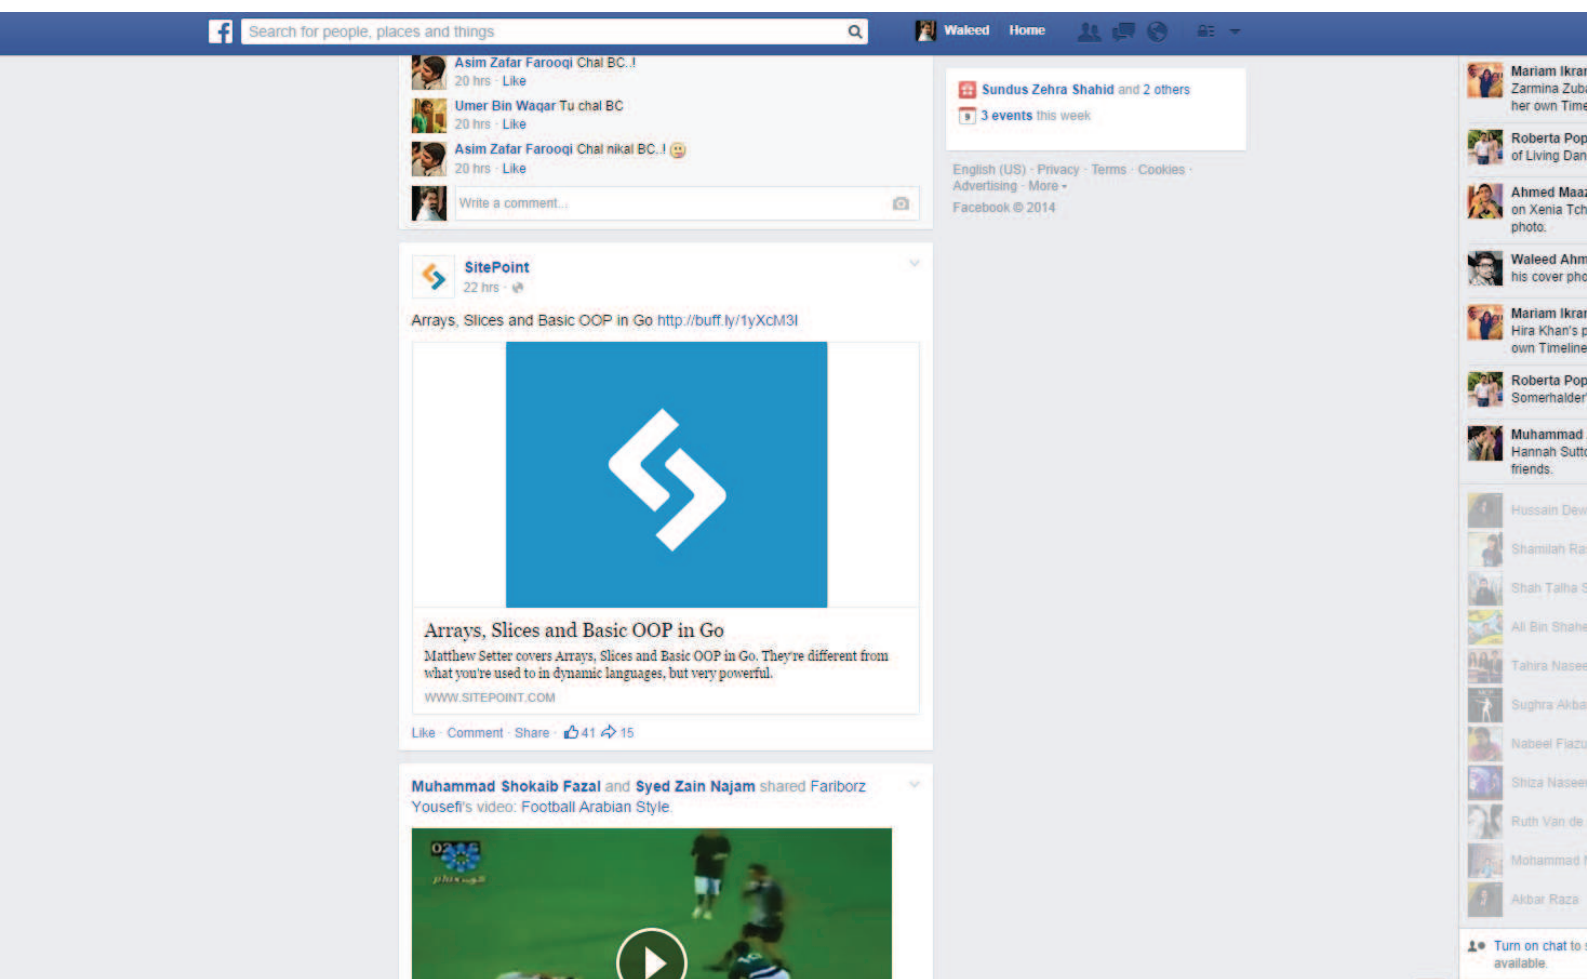 Search for people, places and things
Waleed Home
Asim Zafar Farooqi Chal BC..!
20 hrs · Like
Umer Bin Waqar Tu chal BC
20 hrs · Like
Asim Zafar Farooqi Chal nikal BC..!
20 hrs · Like
Write a comment...
SitePoint
22 hrs ·
Arrays, Slices and Basic OOP in Go http://buff.ly/1yXcM3I
Arrays, Slices and Basic OOP in Go
Matthew Setter covers Arrays, Slices and Basic OOP in Go. They're different from
what you're used to in dynamic languages, but very powerful.
WWW.SITEPOINT.COM
Like · Comment · Share · 41 15
Muhammad Shokaib Fazal and Syed Zain Najam shared Fariborz
Yousefi's video: Football Arabian Style.
Sundus Zehra Shahid and 2 others
9 3 events this week
English (US) · Privacy · Terms · Cookies ·
Advertising · More
Facebook © 2014
Mariam Ikram
Zarmina Zuba
her own Time
Roberta Pop
of Living Dan
Ahmed Maaz
on Xenia Tch
photo.
Waleed Ahm
his cover pho
Mariam Ikram
Hira Khan's p
own Timeline
Roberta Pop
Somerhalder'
Muhammad
Hannah Sutto
friends.
Hussain Dew
Shamilah Ra
Shah Talha S
Ali Bin Shahe
Tahira Nasee
Sughra Akba
Nabeel Fiazu
Shiza Naseer
Ruth Van de
Mohammad
Akbar Raza
Turn on chat to s
available.